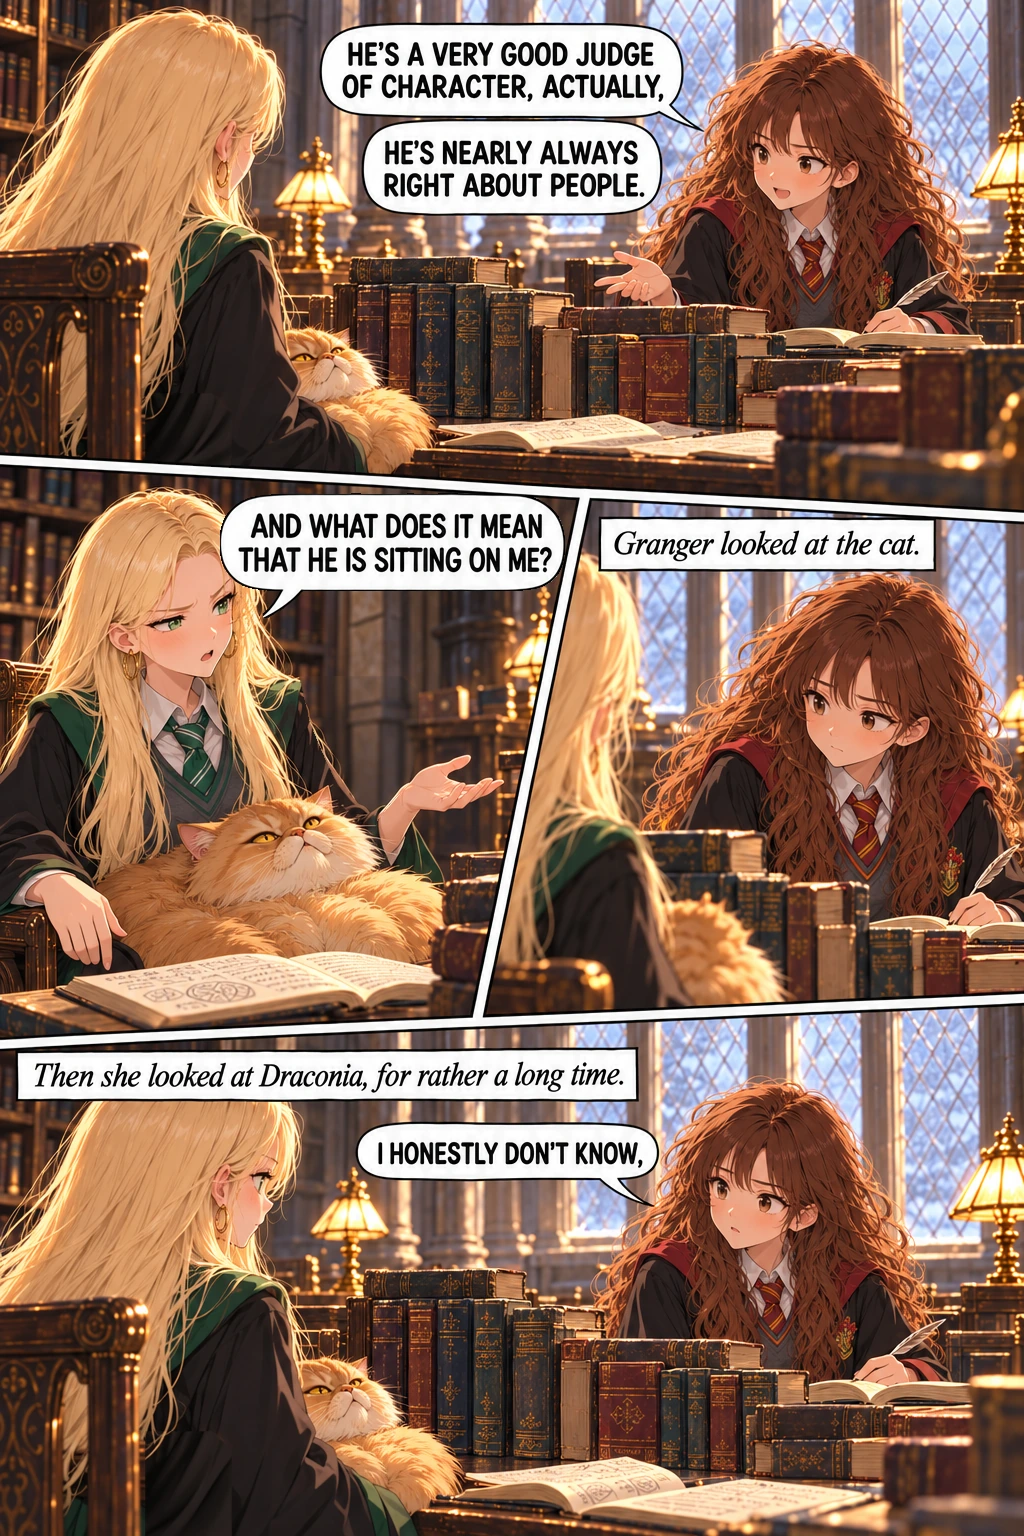 HE'S A VERY GOOD JUDGE
OF CHARACTER, ACTUALLY,
HE'S NEARLY ALWAYS
RIGHT ABOUT PEOPLE.
AND WHAT DOES IT MEAN
THAT HE IS SITTING ON ME?
Granger looked at the cat.
Then she looked at Draconia, for rather a long time.
I HONESTLY DON'T KNOW,